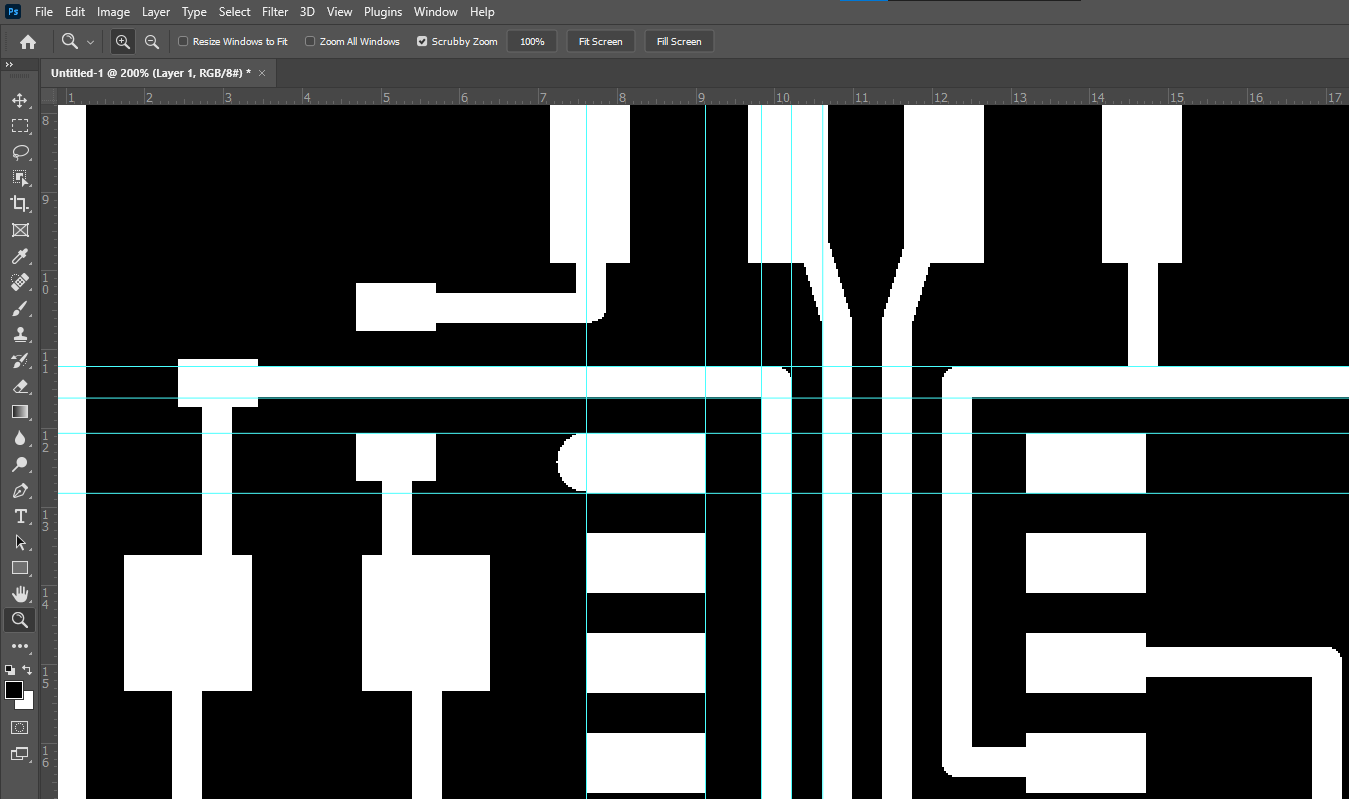 Ps File Edit Image Layer Type Select Filter 3D View Plugins Window Help
Resize Windows to Fit Zoom All Windows Scrubby Zoom 100% Fit Screen Fill Screen
Untitled-1 @ 200% (Layer 1, RGB/8#) * ×
1 2 3 4 5 6 7 8 9 10 11 12 13 14 15 16 17
8
9
10
11
12
13
14
15
16